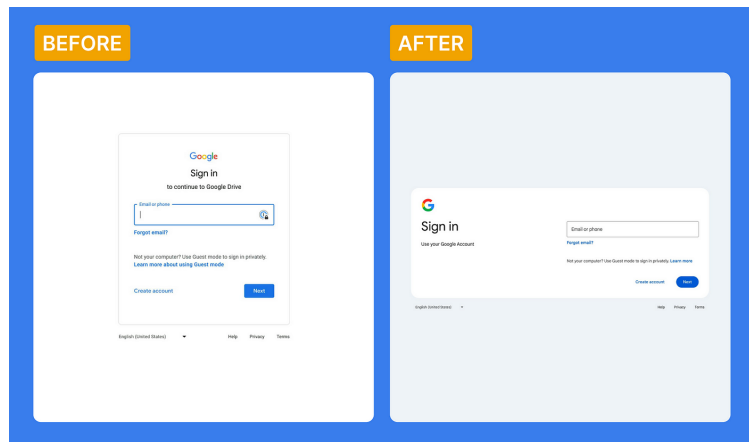 BEFORE
Google
Sign in
to continue to Google Drive
Email or phone
Forgot email?
Not your computer? Use Guest mode to sign in privately.
Learn more about using Guest mode
Create account
Next
English (United States)
Help
Privacy
Terms
AFTER
G
Sign in
Use your Google Account
Email or phone
Forgot email?
Not your computer? Use Guest mode to sign in privately. Learn more
Create account
Next
English (United States)
Help
Privacy
Terms